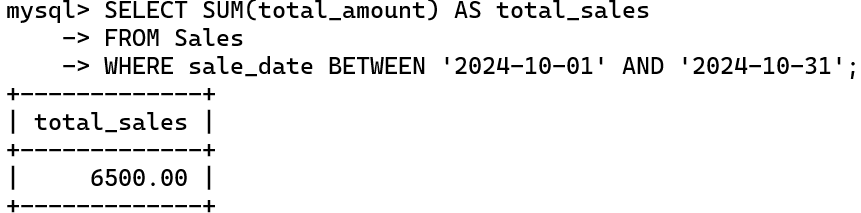 mysql> SELECT SUM(total_amount) AS total_sales
    -> FROM Sales
    -> WHERE sale_date BETWEEN '2024-10-01' AND '2024-10-31';
+-------------+
| total_sales |
+-------------+
|     6500.00 |
+-------------+